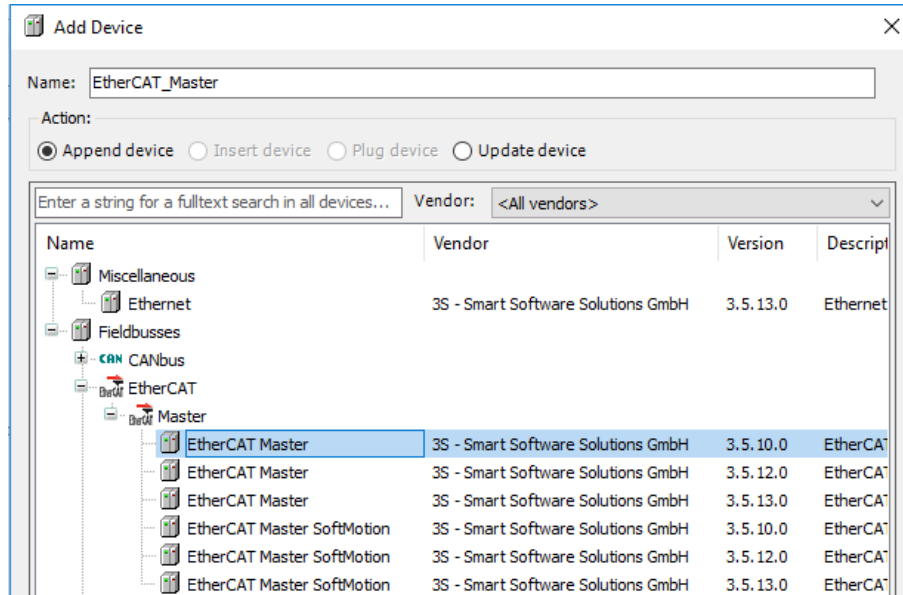 Add Device
Name: EtherCAT_Master
Action:
Append device Insert device Plug device Update device
Enter a string for a fulltext search in all devices... Vendor: <All vendors>
Name Vendor Version Descript
Miscellaneous
Ethernet 3S - Smart Software Solutions GmbH 3.5.13.0 Ethernet
Fieldbusses
CAN CANbus
EtherCAT EtherCAT
EtherCAT Master
EtherCAT Master 3S - Smart Software Solutions GmbH 3.5.10.0 EtherCAT
EtherCAT Master 3S - Smart Software Solutions GmbH 3.5.12.0 EtherCAT
EtherCAT Master 3S - Smart Software Solutions GmbH 3.5.13.0 EtherCAT
EtherCAT Master SoftMotion 3S - Smart Software Solutions GmbH 3.5.10.0 EtherCAT
EtherCAT Master SoftMotion 3S - Smart Software Solutions GmbH 3.5.12.0 EtherCAT
EtherCAT Master SoftMotion 3S - Smart Software Solutions GmbH 3.5.13.0 EtherCAT